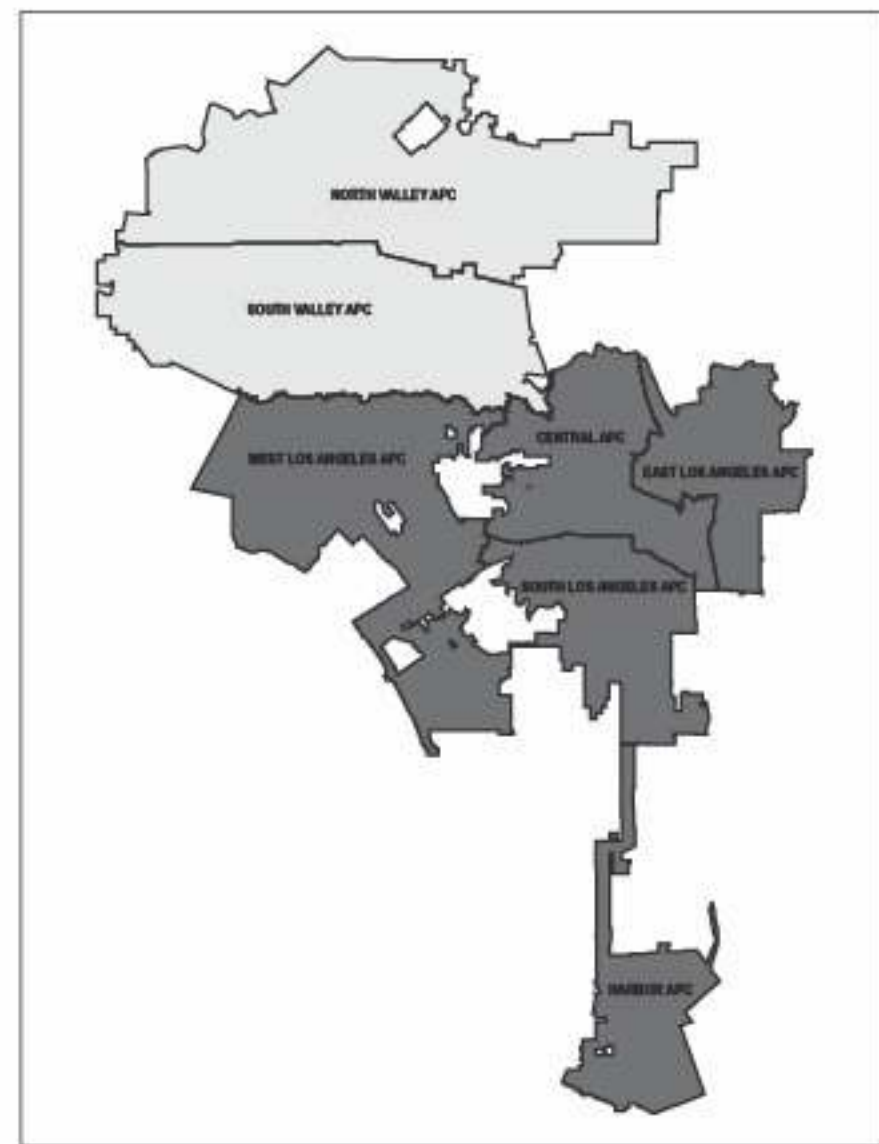 NORTH VALLEY APC
SOUTH VALLEY APC
WEST LOS ANGELES APC
CENTRAL APC
EAST LOS ANGELES APC
SOUTH LOS ANGELES APC
HARBOR APC